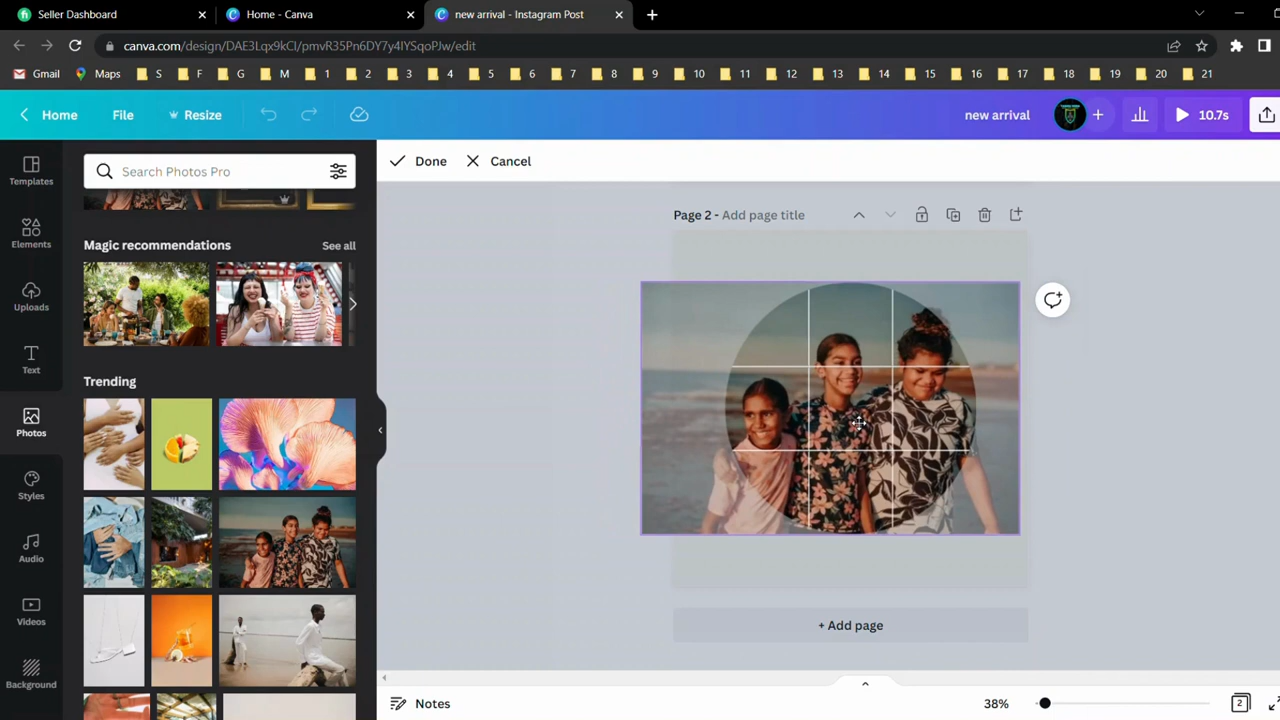 Seller Dashboard
Home - Canva
new arrival - Instagram Post
canva.com/design/DAE3Lqx9kCI/pmvR35Pn6DY7y4IYSqoPJw/edit
Gmail Maps S F G M 1 2 3 4 5 6 7 8 9 10 11 12 13 14 15 16 17 18 19 20 21
Home File Resize new arrival 10.7s
Templates
Elements
Uploads
Text
Photos
Styles
Audio
Videos
Background
Search Photos Pro
Magic recommendations See all
Trending
Done Cancel
Page 2 - Add page title
+ Add page
Notes 38% 2